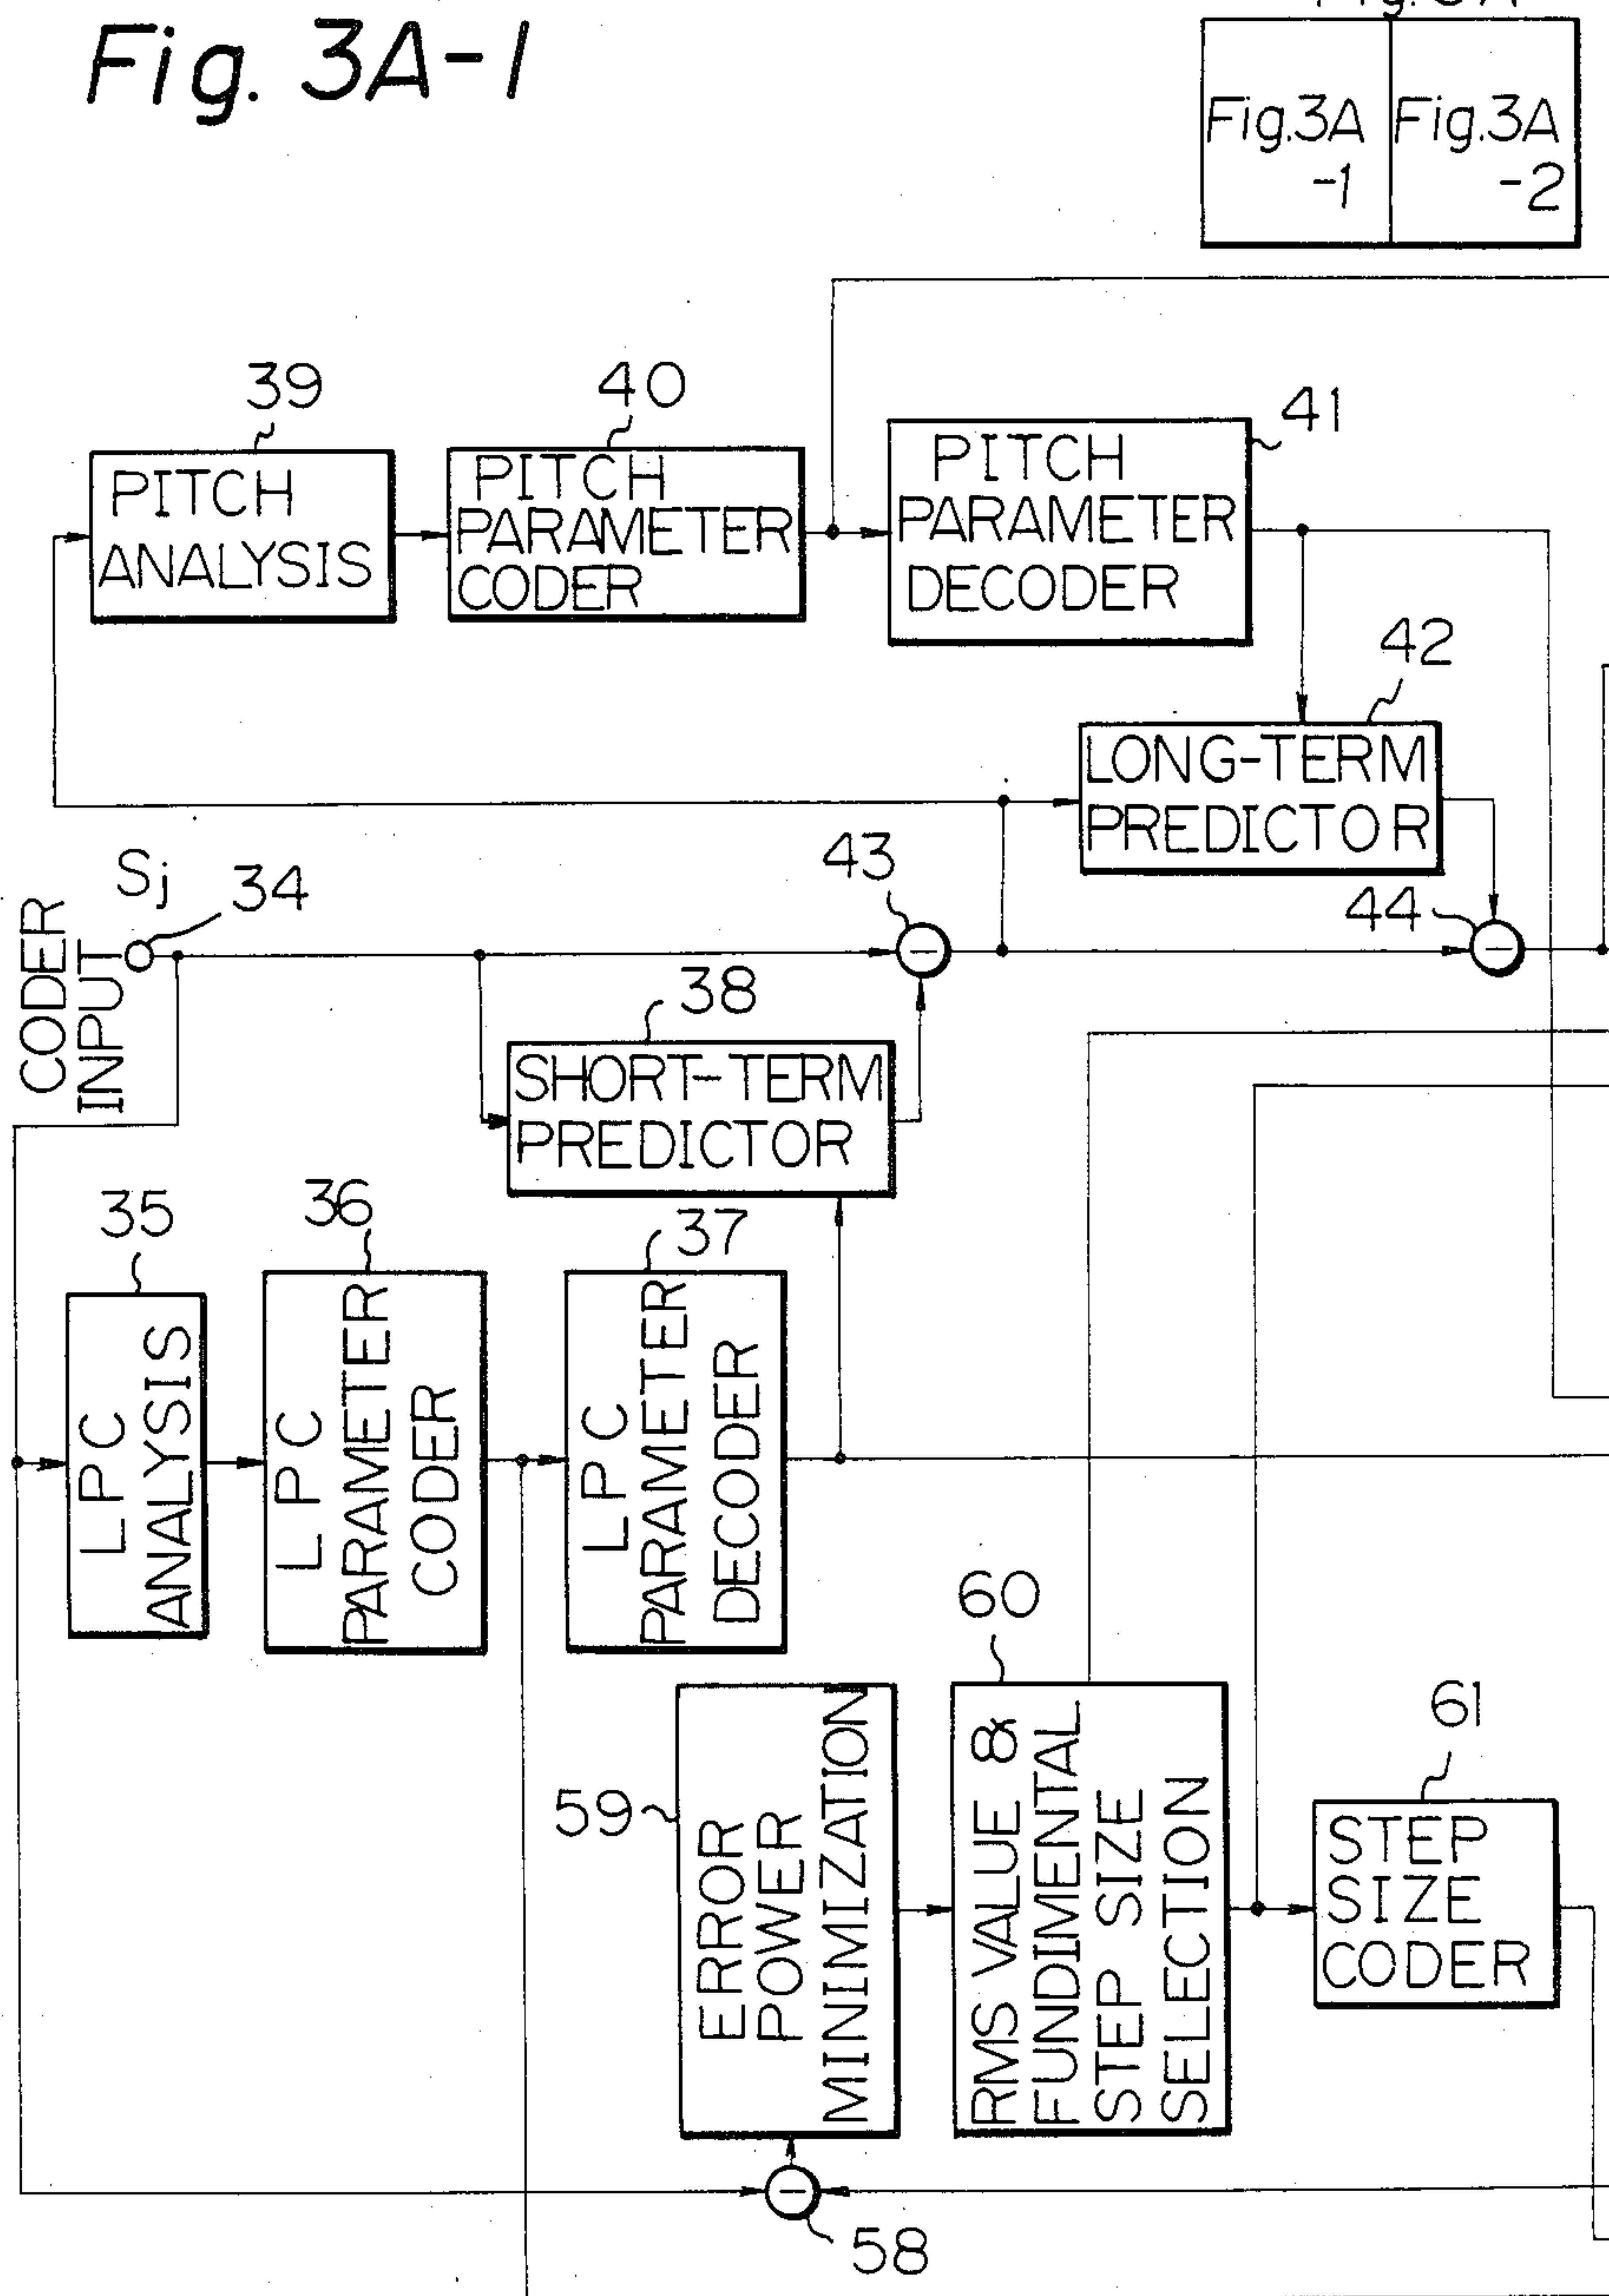 Fig. 3A-1
Fig. 3A
Fig.3A
-1
Fig.3A
-2
39
PITCH
ANALYSIS
40
PITCH
PARAMETER
CODER
41
PITCH
PARAMETER
DECODER
42
LONG-TERM
PREDICTOR
CODER
INPUT
Sj
34
43
44
38
SHORT-TERM
PREDICTOR
35
LPC
ANALYSIS
36
LPC
PARAMETER
CODER
37
LPC
PARAMETER
DECODER
59
ERROR
POWER
MINIMIZATION
60
RMS VALUE &
FUNDIMENTAL
STEP SIZE
SELECTION
61
STEP
SIZE
CODER
58